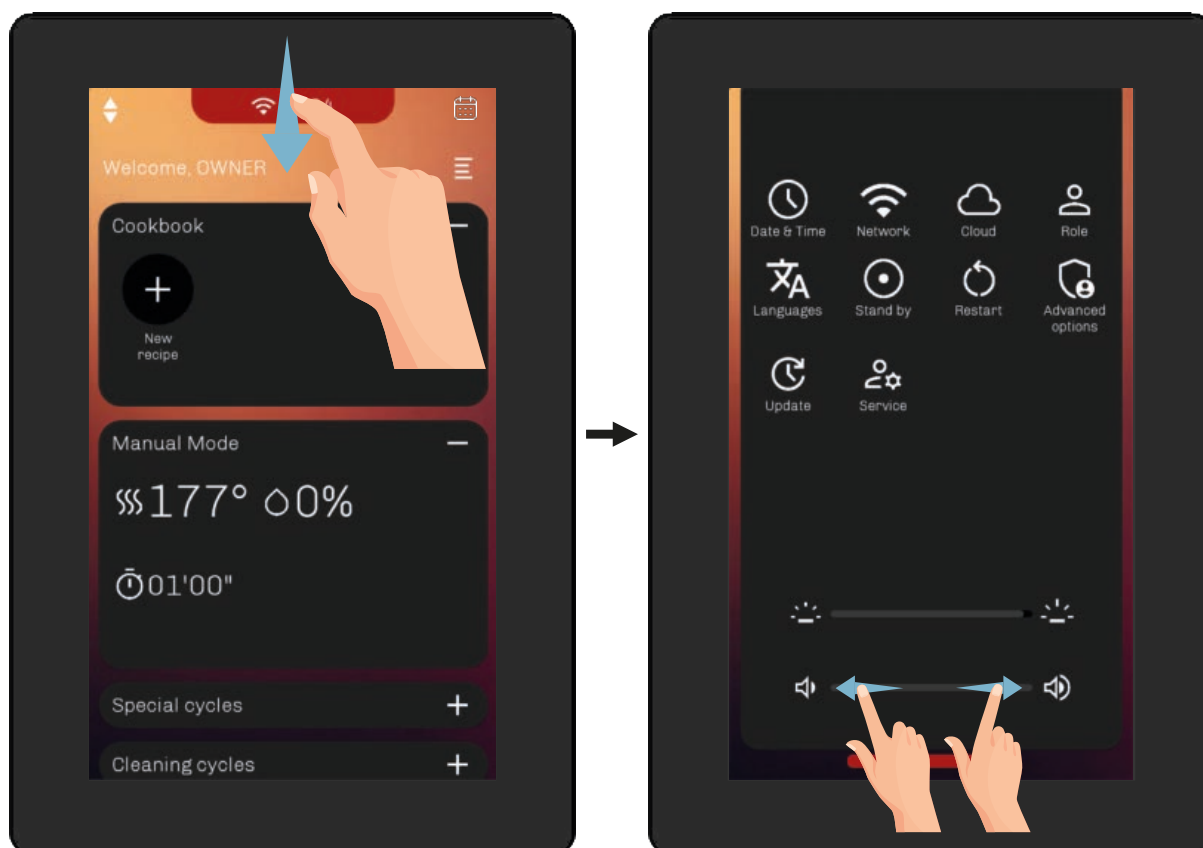 Welcome, OWNER
Cookbook
New
recipe
Manual Mode
177° 0%
01'00"
Special cycles
Cleaning cycles
Date & Time Network Cloud Role
Languages Stand by Restart Advanced
options
Update Service